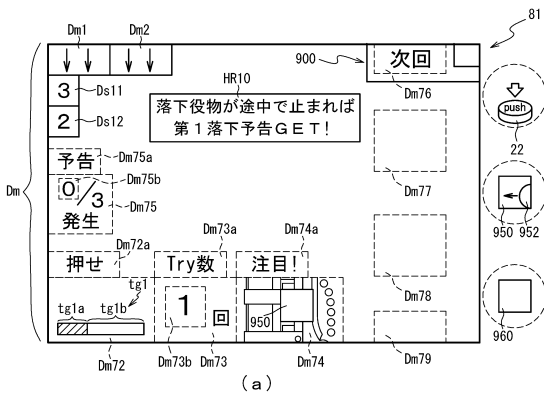 Dm1
Dm2
81
900
次回
Dm76
HR10
3
Ds11
2
Ds12
落下役物が途中で止まれば
第1落下予告GET!
push
22
Dm
予告
Dm75a
Dm75b
0/3
Dm75
発生
Dm77
950
952
Dm72a
Dm73a
Dm74a
押せ
Try数
注目!
tg1
tg1a
tg1b
1
回
950
Dm78
960
Dm72
Dm73b
Dm73
Dm74
Dm79
(a)